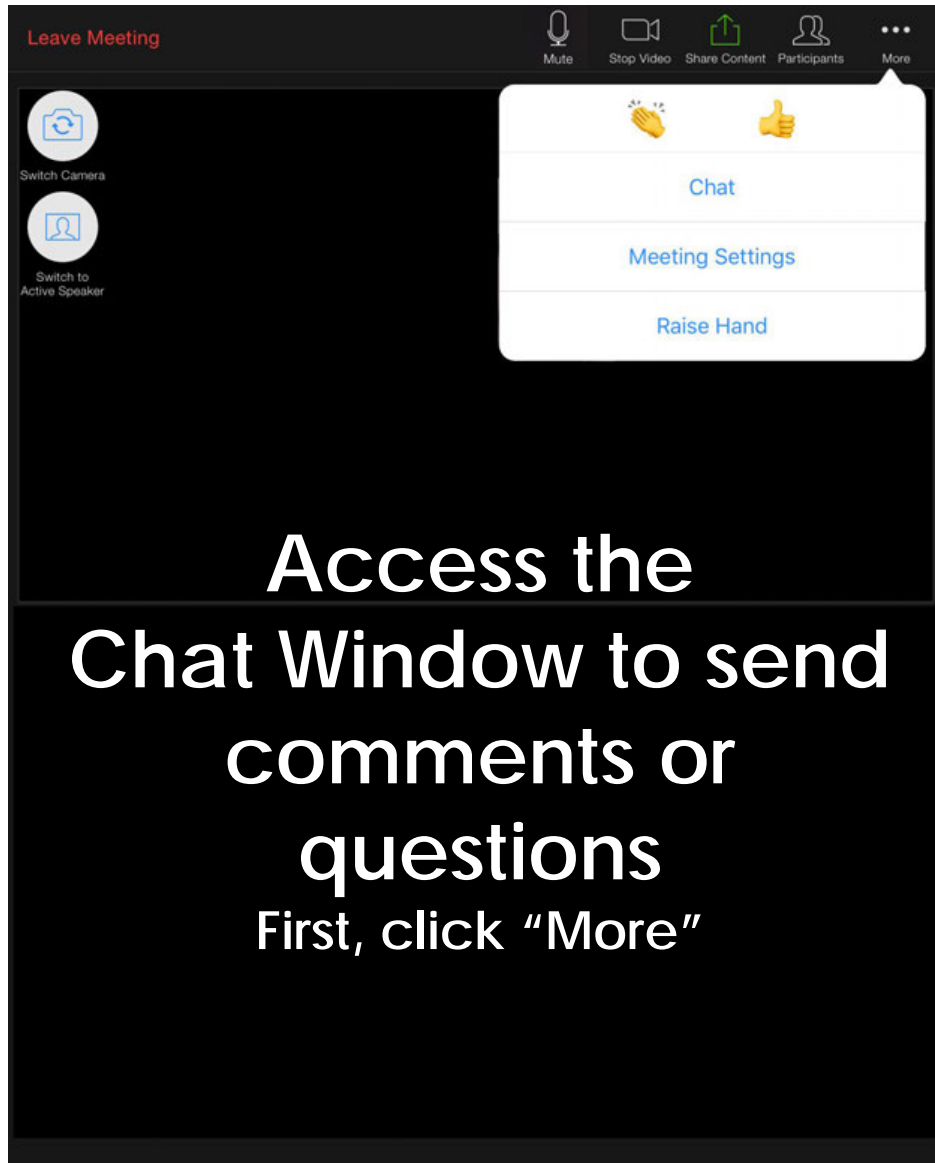 Leave Meeting
Mute
Stop Video
Share Content
Participants
More
Switch Camera
Switch to
Active Speaker
Chat
Meeting Settings
Raise Hand
Access the
Chat Window to send
comments or
questions
First, click “More”